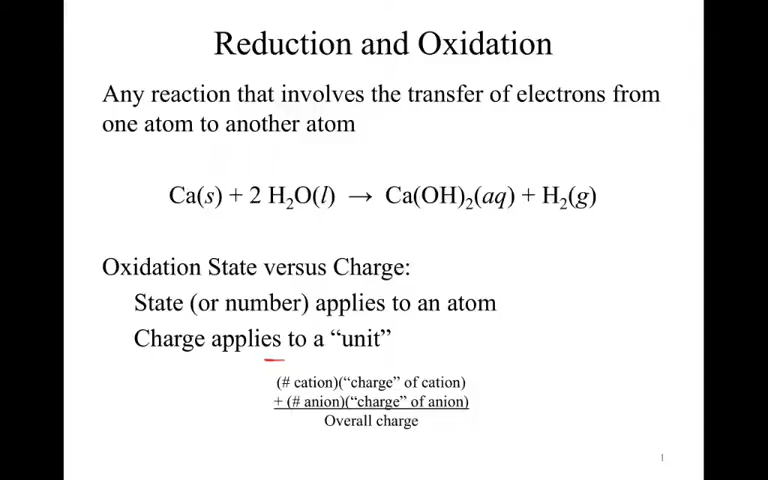 Reduction and Oxidation
Any reaction that involves the transfer of electrons from
one atom to another atom
Ca(s) + 2 H₂O(l) → Ca(OH)₂(aq) + H₂(g)
Oxidation State versus Charge:
State (or number) applies to an atom
Charge applies to a “unit”
(# cation)(“charge” of cation)
+ (# anion)(“charge” of anion)
Overall charge
1